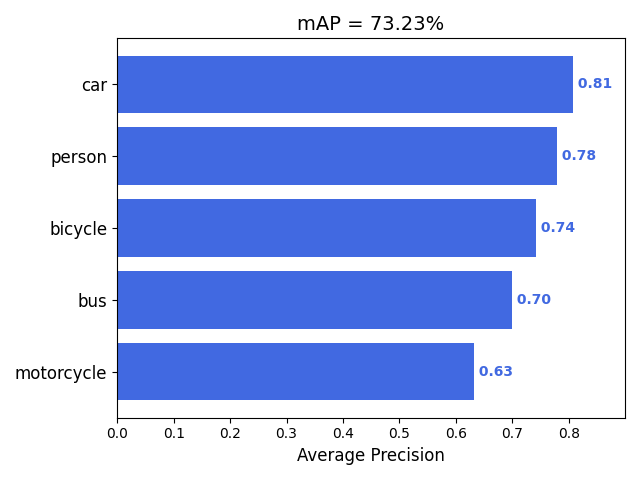 mAP = 73.23%
car 0.81
person 0.78
bicycle 0.74
bus 0.70
motorcycle 0.63
0.0 0.1 0.2 0.3 0.4 0.5 0.6 0.7 0.8
Average Precision